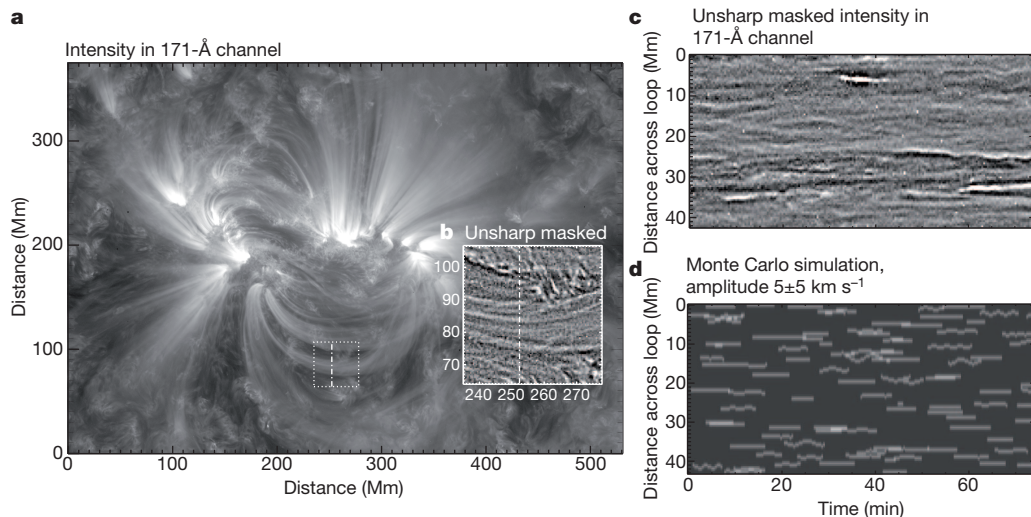 a
Intensity in 171-Å channel
300
200
100
0
Distance (Mm)
0 100 200 300 400 500
Distance (Mm)
b Unsharp masked
100
90
80
70
240 250 260 270
c Unsharp masked intensity in
171-Å channel
0
10
20
30
40
Distance across loop (Mm)
d Monte Carlo simulation,
amplitude 5±5 km s⁻¹
0
10
20
30
40
Distance across loop (Mm)
0 20 40 60
Time (min)